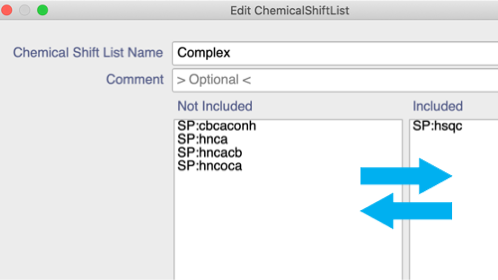 Edit ChemicalShiftList
Chemical Shift List Name Complex
Comment > Optional <
Not Included Included
SP:cbcaconh SP:hsqc
SP:hnca
SP:hncacb
SP:hncoca